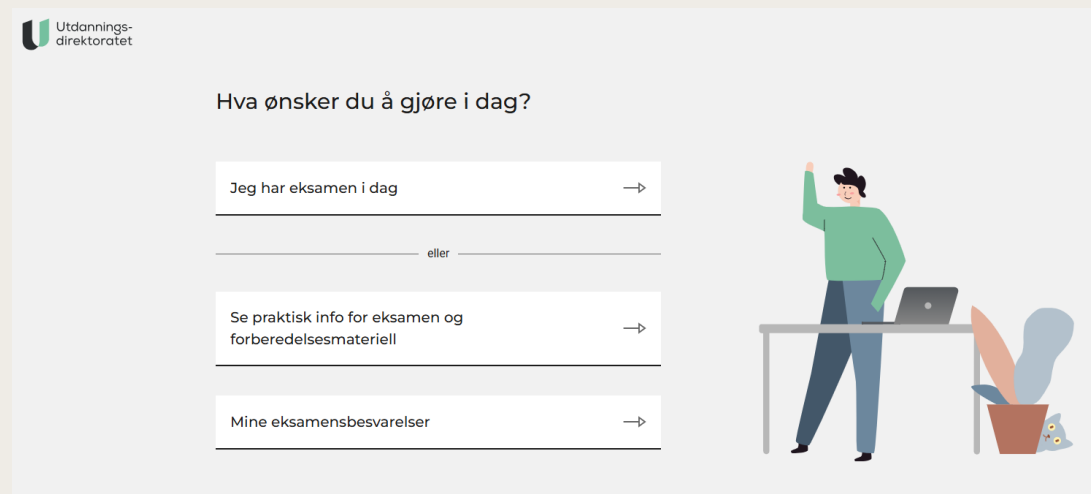 Utdannings-
direktoratet
Hva ønsker du å gjøre i dag?
Jeg har eksamen i dag
eller
Se praktisk info for eksamen og
forberedelsesmateriell
Mine eksamensbesvarelser